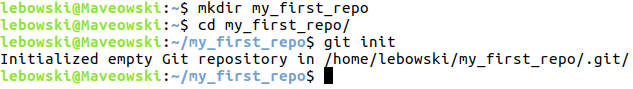 lebowski@Maveowski:~$ mkdir my_first_repo
lebowski@Maveowski:~$ cd my_first_repo/
lebowski@Maveowski:~/my_first_repo$ git init
Initialized empty Git repository in /home/lebowski/my_first_repo/.git/
lebowski@Maveowski:~/my_first_repo$